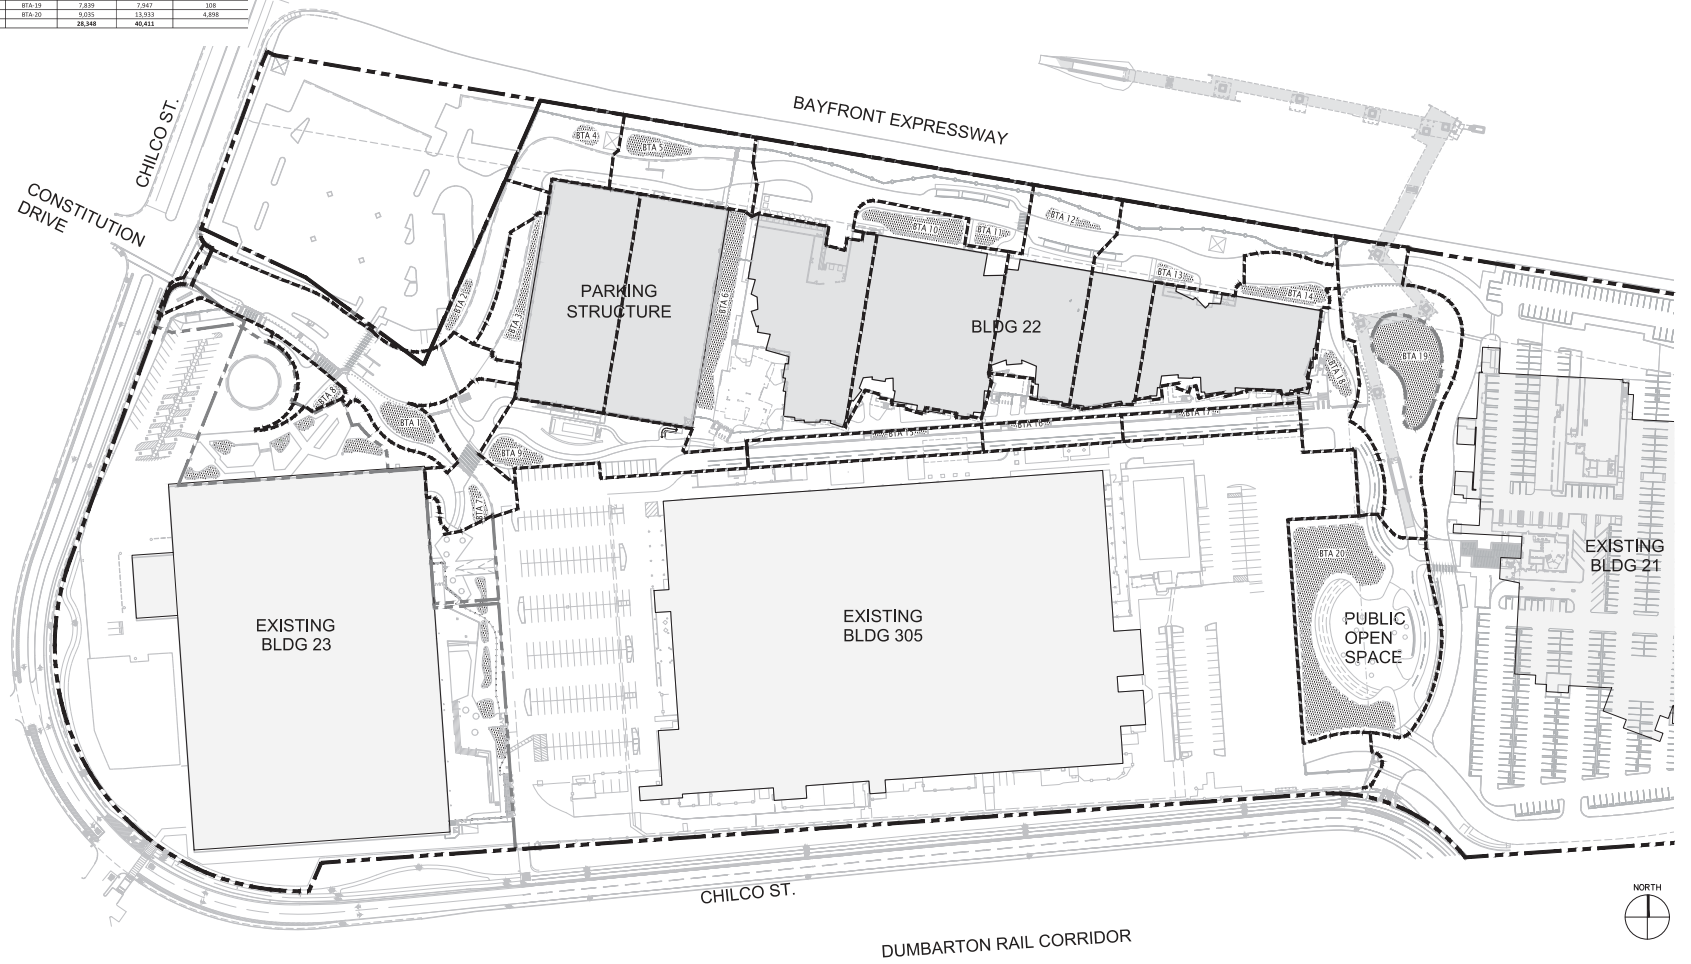 BTA-19 7,839 7,947 108
BTA-20 9,035 13,933 4,898
28,348 40,411
CHILCO ST.
BAYFRONT EXPRESSWAY
CONSTITUTION
DRIVE
BTA 4
BTA 5
BTA 2
BTA 3
PARKING
STRUCTURE
BTA 6
BTA 10
BTA 11
BTA 12
BTA 13
BTA 14
BLDG 22
BTA 18
BTA 19
BTA 8
BTA 1
BTA 9
BTA 7
BTA 15
BTA 16
BTA 17
BTA 20
EXISTING
BLDG 21
EXISTING
BLDG 23
EXISTING
BLDG 305
PUBLIC
OPEN
SPACE
CHILCO ST.
DUMBARTON RAIL CORRIDOR
NORTH